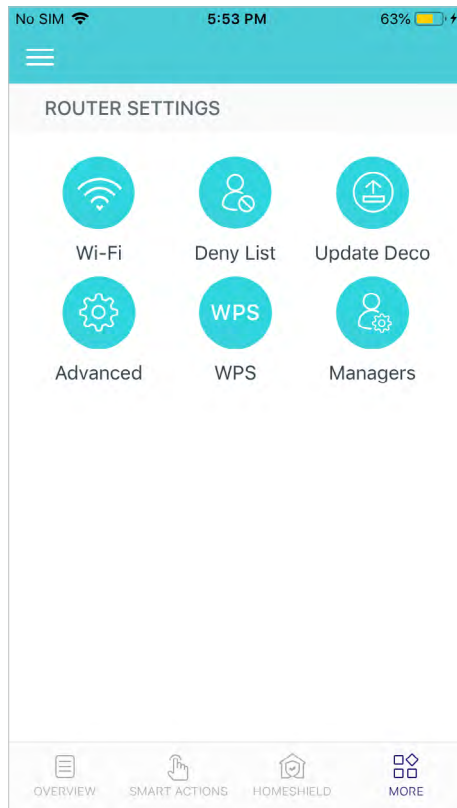 No SIM 5:53 PM 63%
ROUTER SETTINGS
Wi-Fi Deny List Update Deco
WPS
Advanced WPS Managers
OVERVIEW SMART ACTIONS HOMESHIELD MORE